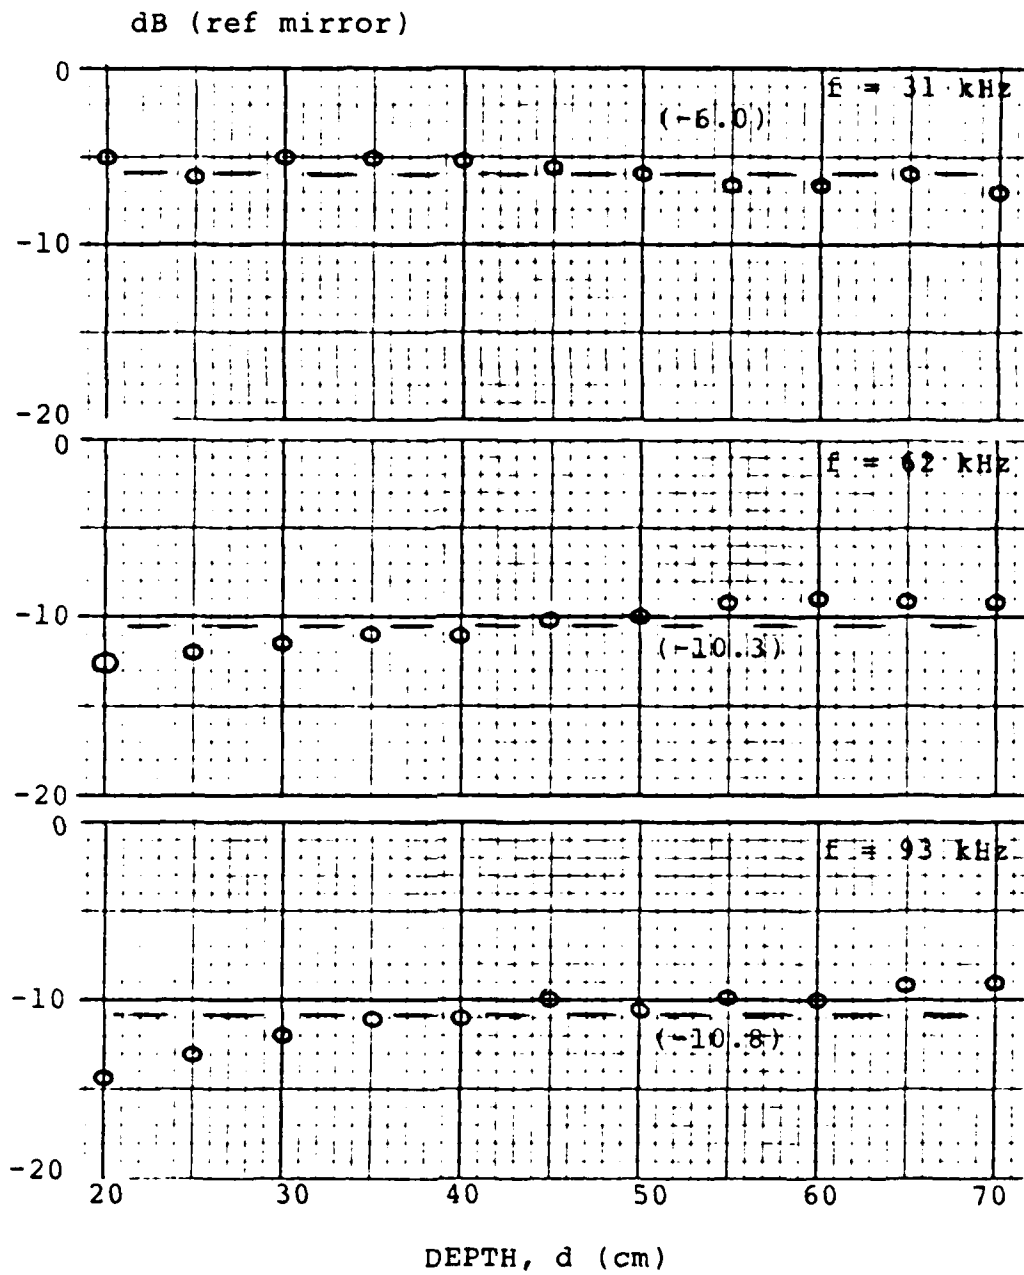 dB (ref mirror)
0
f = 31 kHz
(-6.0)
-10
-20
0
f = 62 kHz
-10
(-10.3)
-20
0
f = 93 kHz
-10
(-10.8)
-20
20 30 40 50 60 70
DEPTH, d (cm)